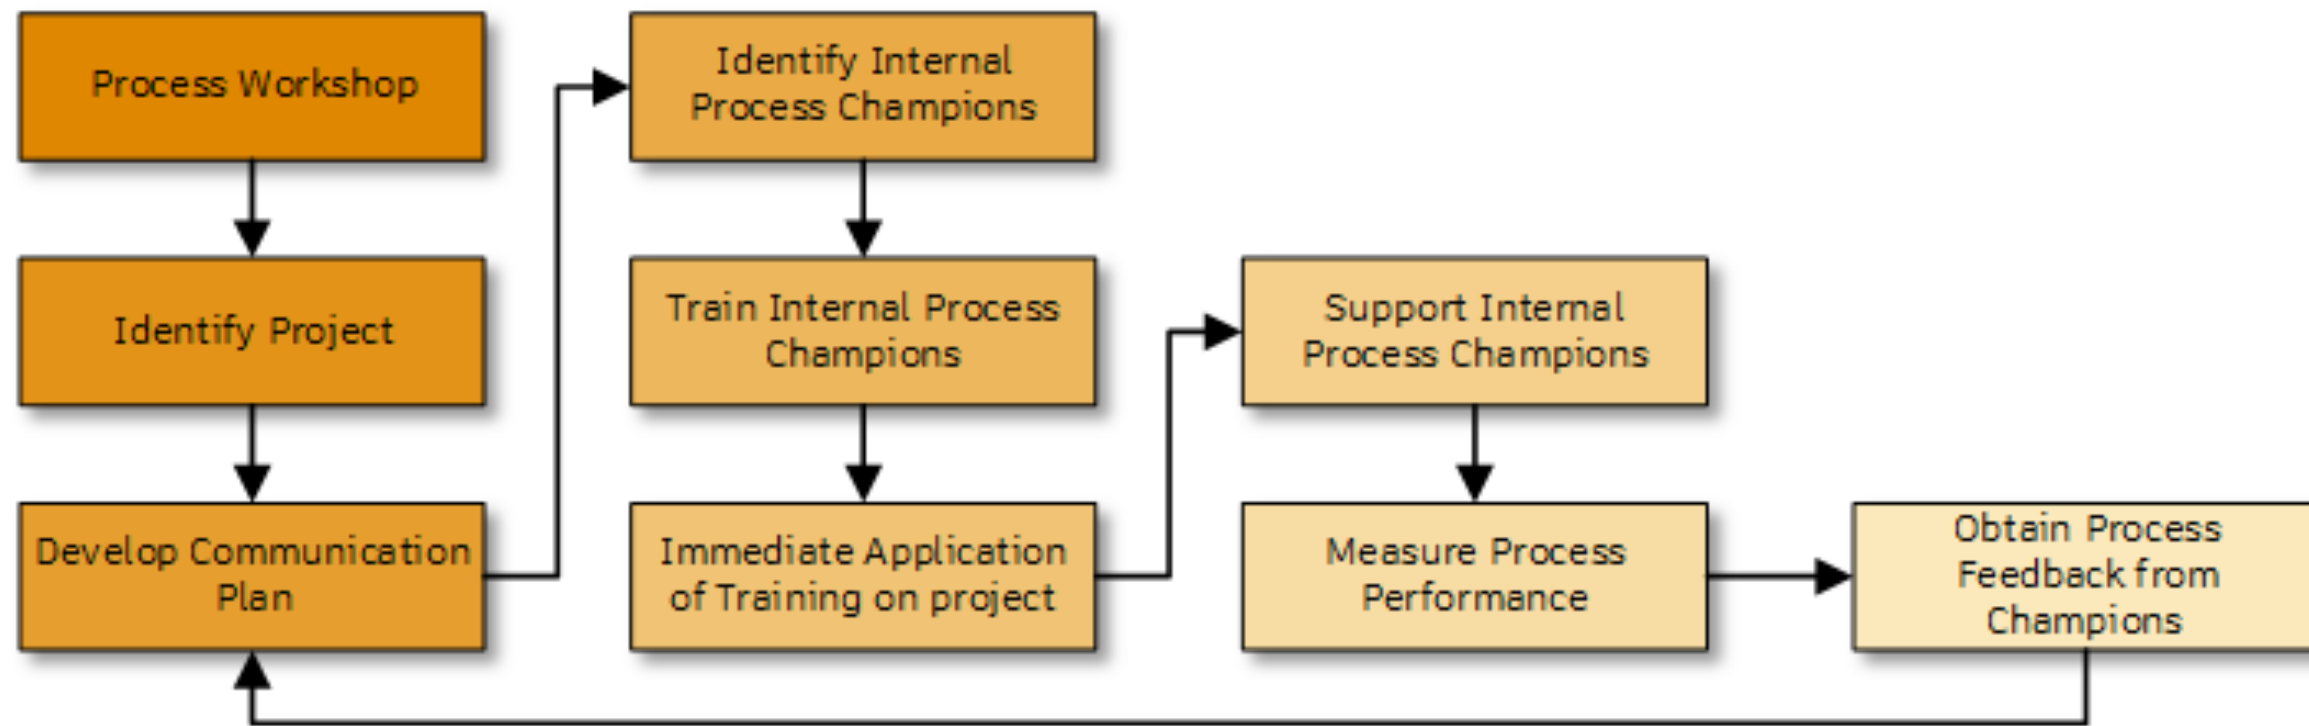 Process Workshop
Identify Project
Develop Communication
Plan
Identify Internal
Process Champions
Train Internal Process
Champions
Immediate Application
of Training on project
Support Internal
Process Champions
Measure Process
Performance
Obtain Process
Feedback from
Champions